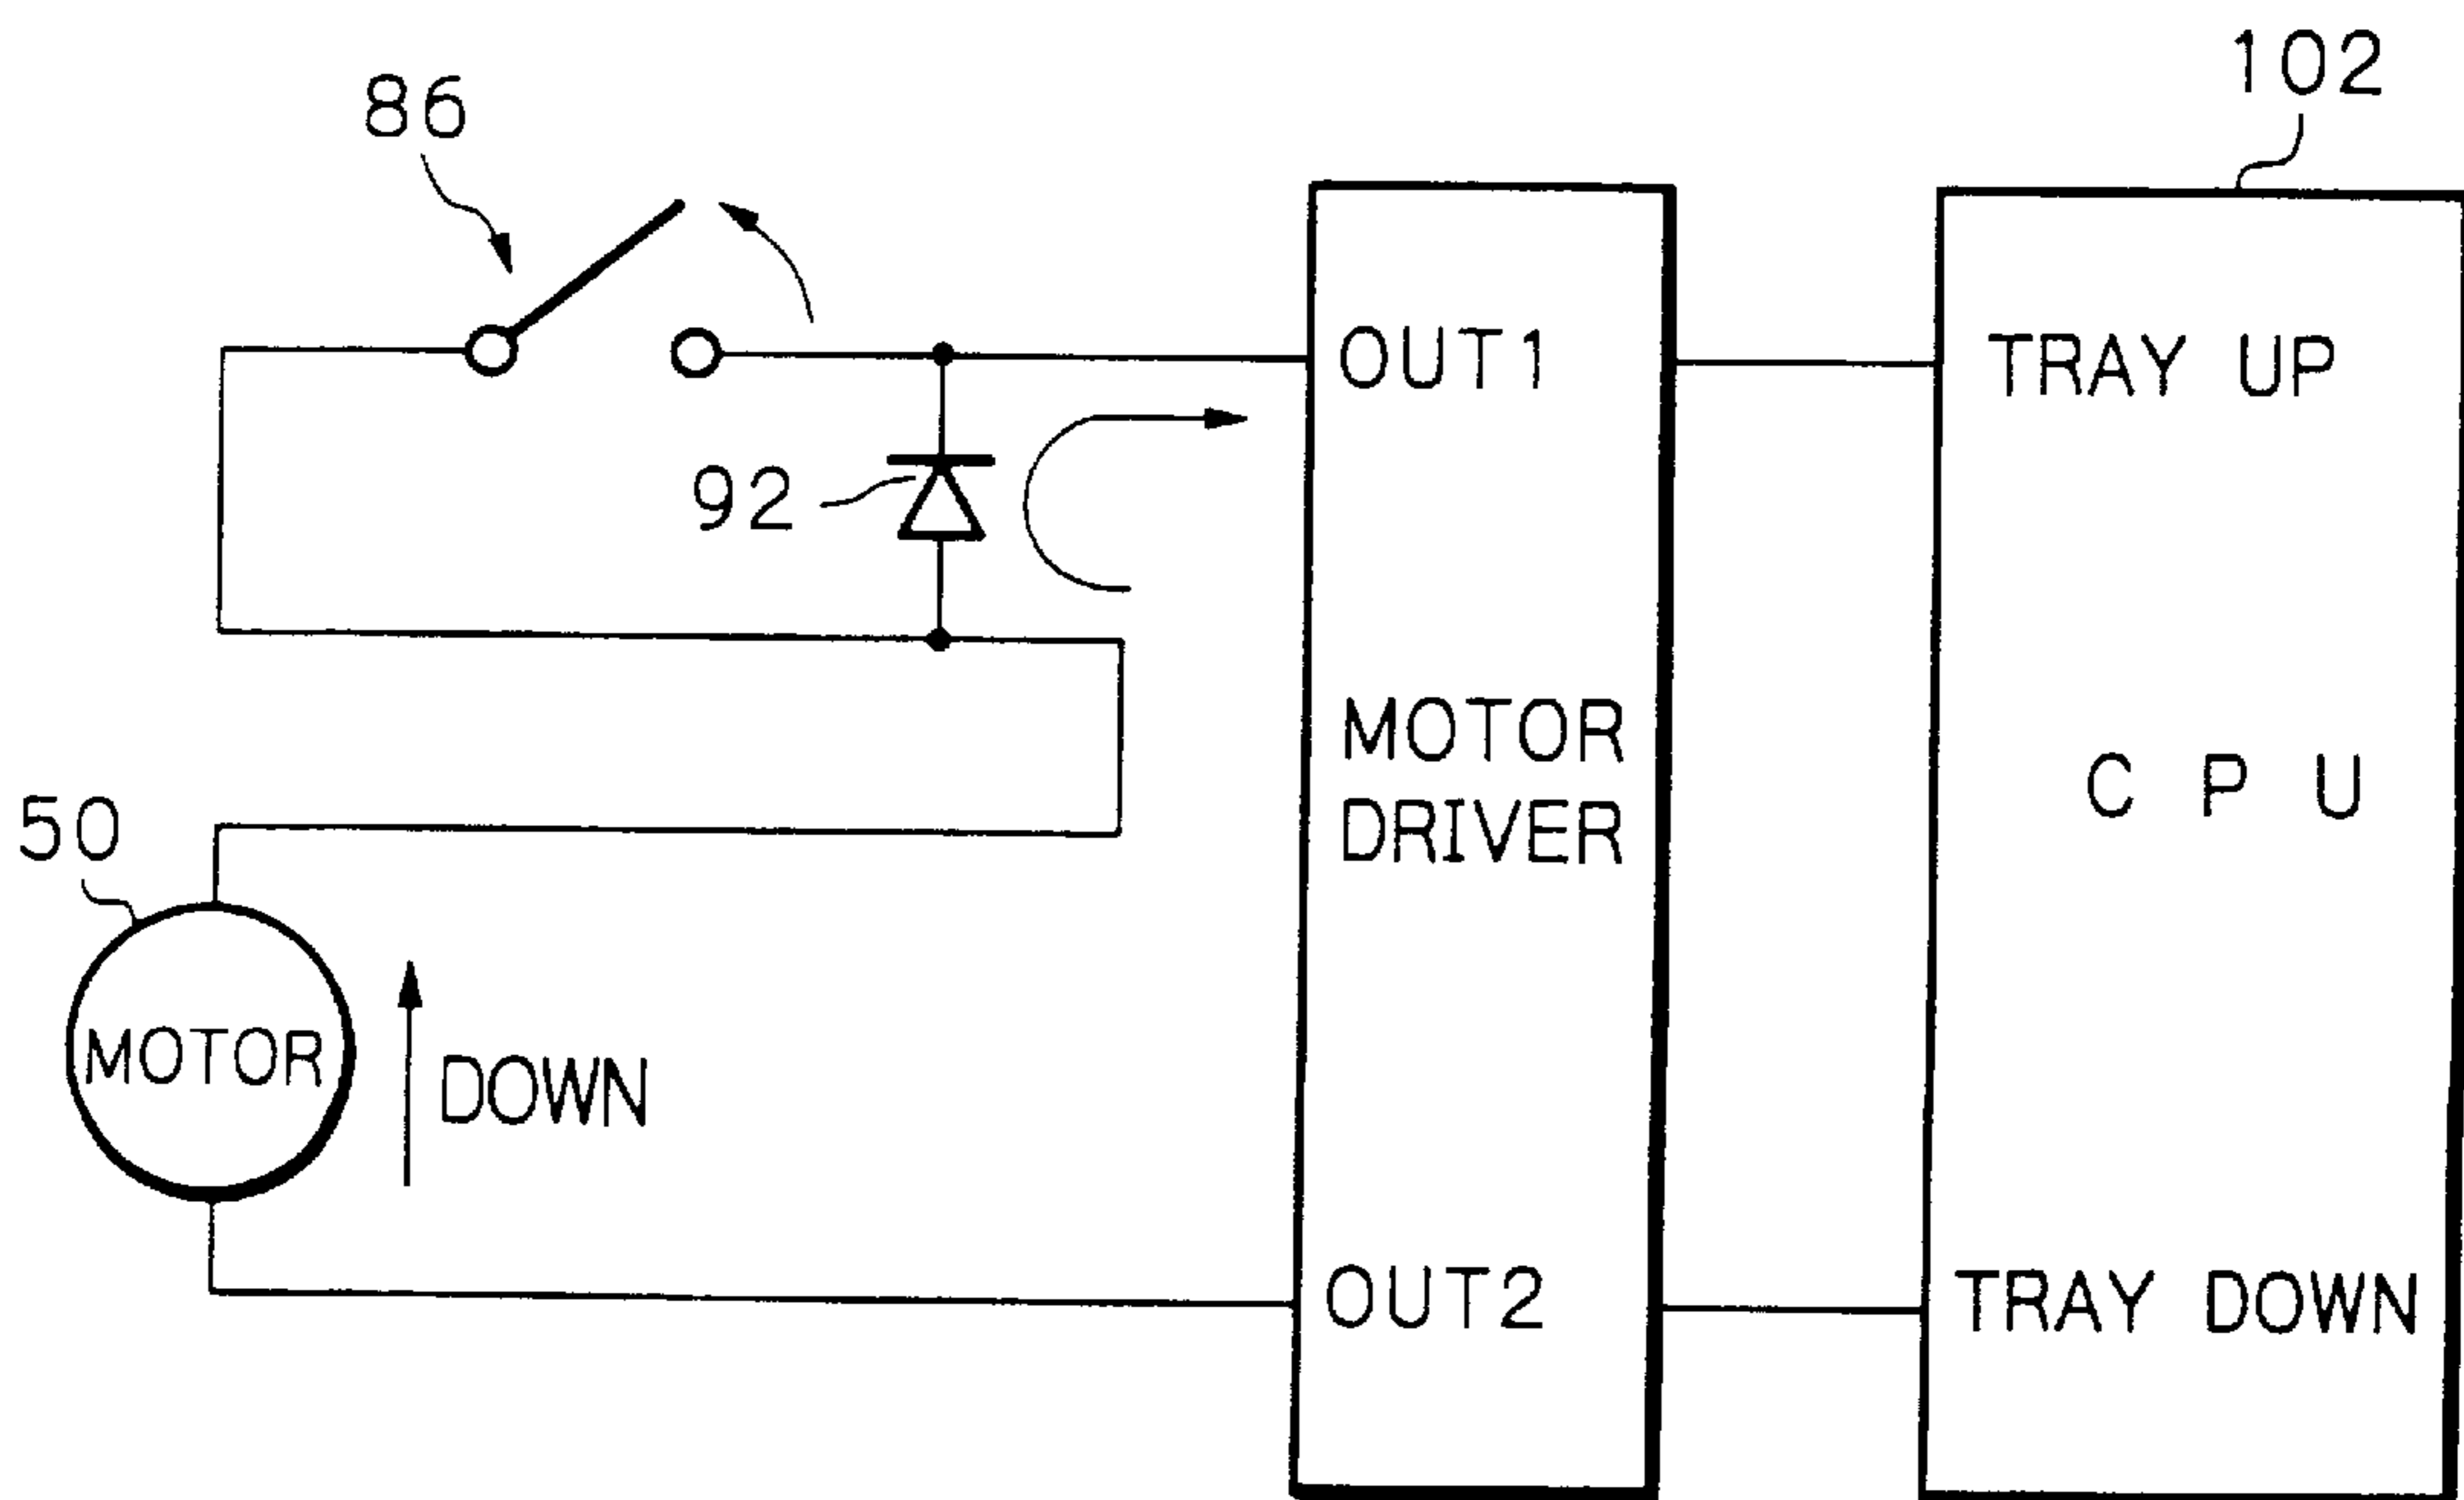 102
86
OUT1
TRAY UP
92
MOTOR
DRIVER
C P U
50
MOTOR
DOWN
OUT2
TRAY DOWN